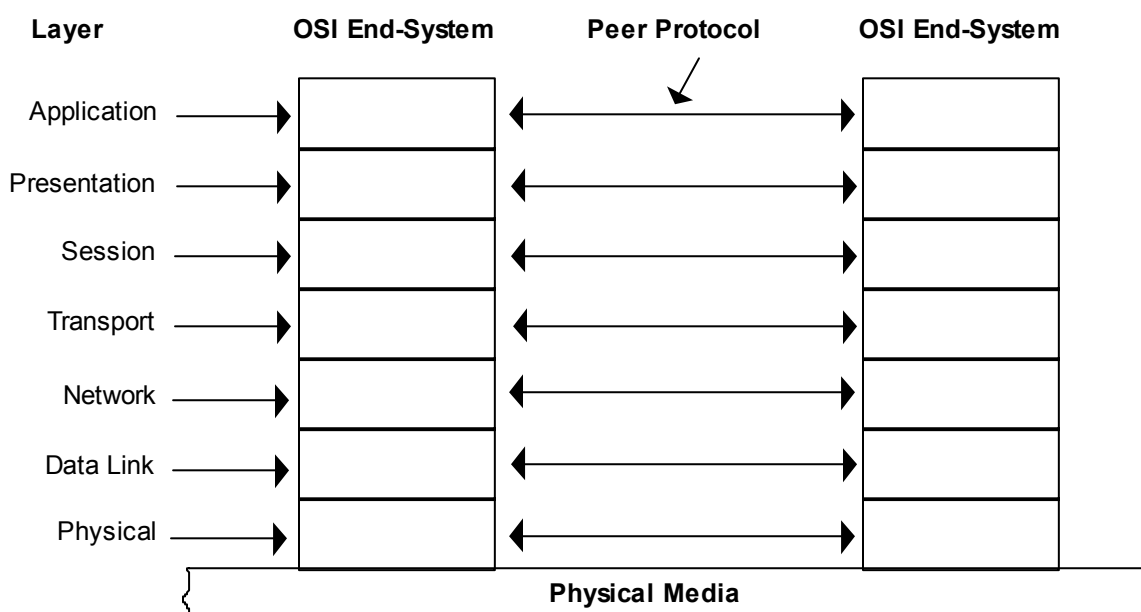 Layer OSI End-System Peer Protocol OSI End-System
Application
Presentation
Session
Transport
Network
Data Link
Physical
Physical Media